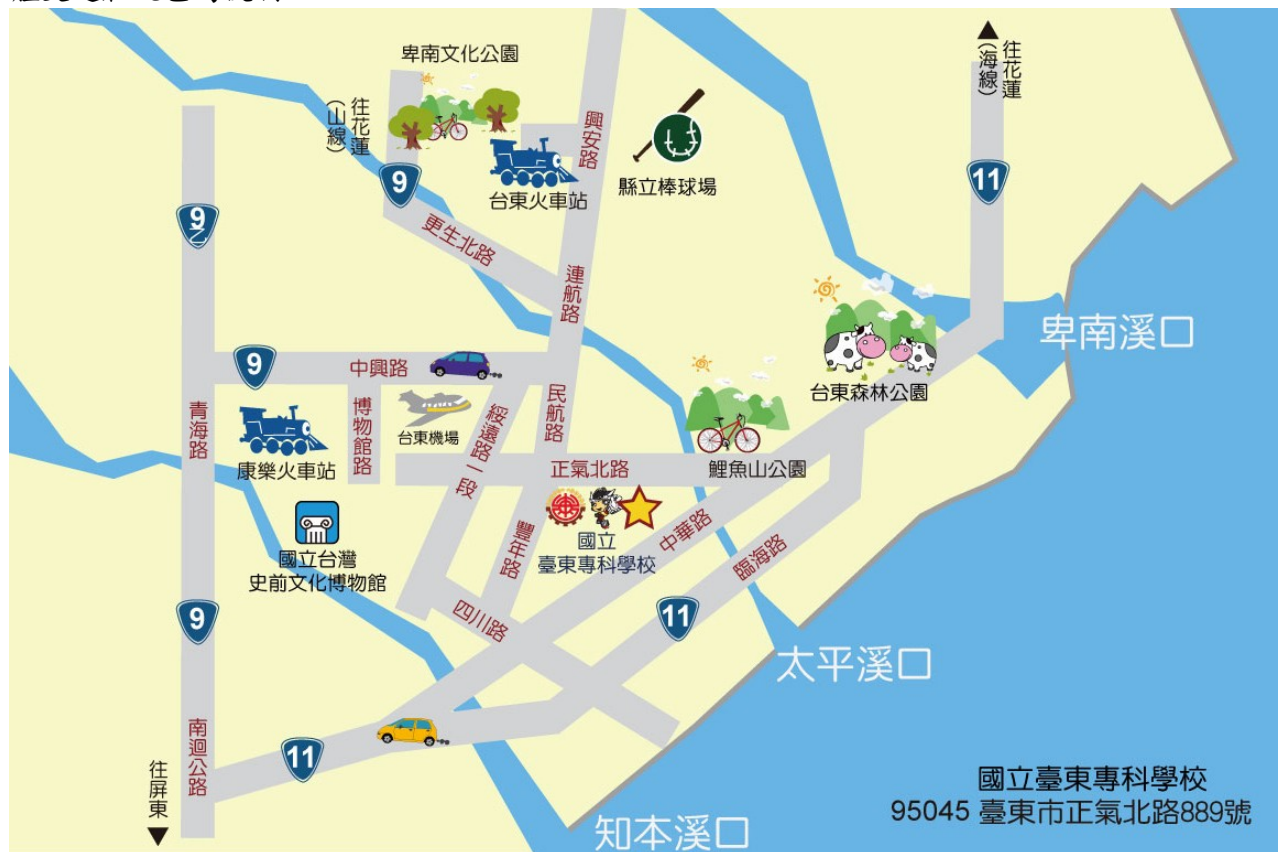 卑南文化公園
往花蓮
(山線)
9
興安路
台東火車站
縣立棒球場
往花蓮
(海線)
11
9
2
更生北路
連航路
卑南溪口
9
中興路
台東森林公園
青海路
康樂火車站
博物館路
台東機場
綏遠路一段
民航路
正氣北路
鯉魚山公園
國立台灣
史前文化博物館
豐年路
國立
臺東專科學校
中華路
臨海路
9
四川路
11
太平溪口
南迴公路
往屏東
11
知本溪口
國立臺東專科學校
95045 臺東市正氣北路889號